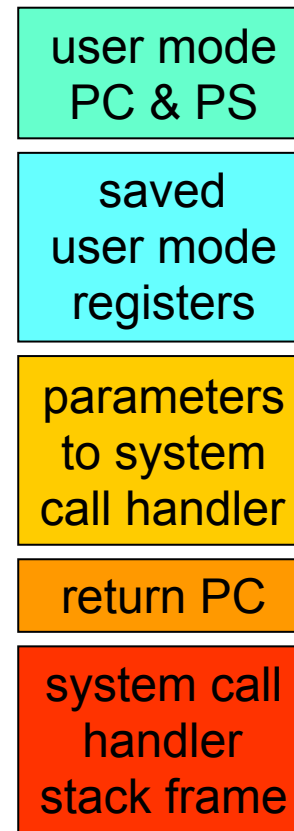 user mode
PC & PS
saved
user mode
registers
parameters
to system
call handler
return PC
system call
handler
stack frame